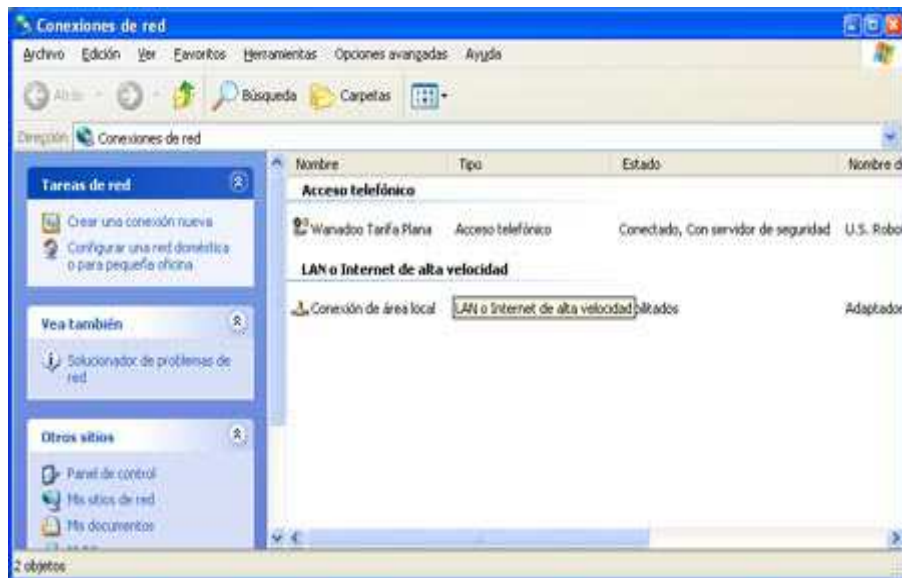 Conexiones de red
Archivo Edición Ver Favoritos Herramientas Opciones avanzadas Ayuda
Atrás Búsqueda Carpetas
Dirección Conexiones de red
Tareas de red
Crear una conexión nueva
Configurar una red doméstica
o para pequeña oficina
Vea también
Solucionador de problemas de
red
Otros sitios
Panel de control
Mis sitios de red
Mis documentos
Nombre Tipo Estado Nombre d
Acceso telefónico
Wanadoo Tarifa Plana Acceso telefónico Conectado, Con servidor de seguridad U.S. Robo
LAN o Internet de alta velocidad
Conexión de área local LAN o Internet de alta velocidad bilitados Adaptador
2 objetos